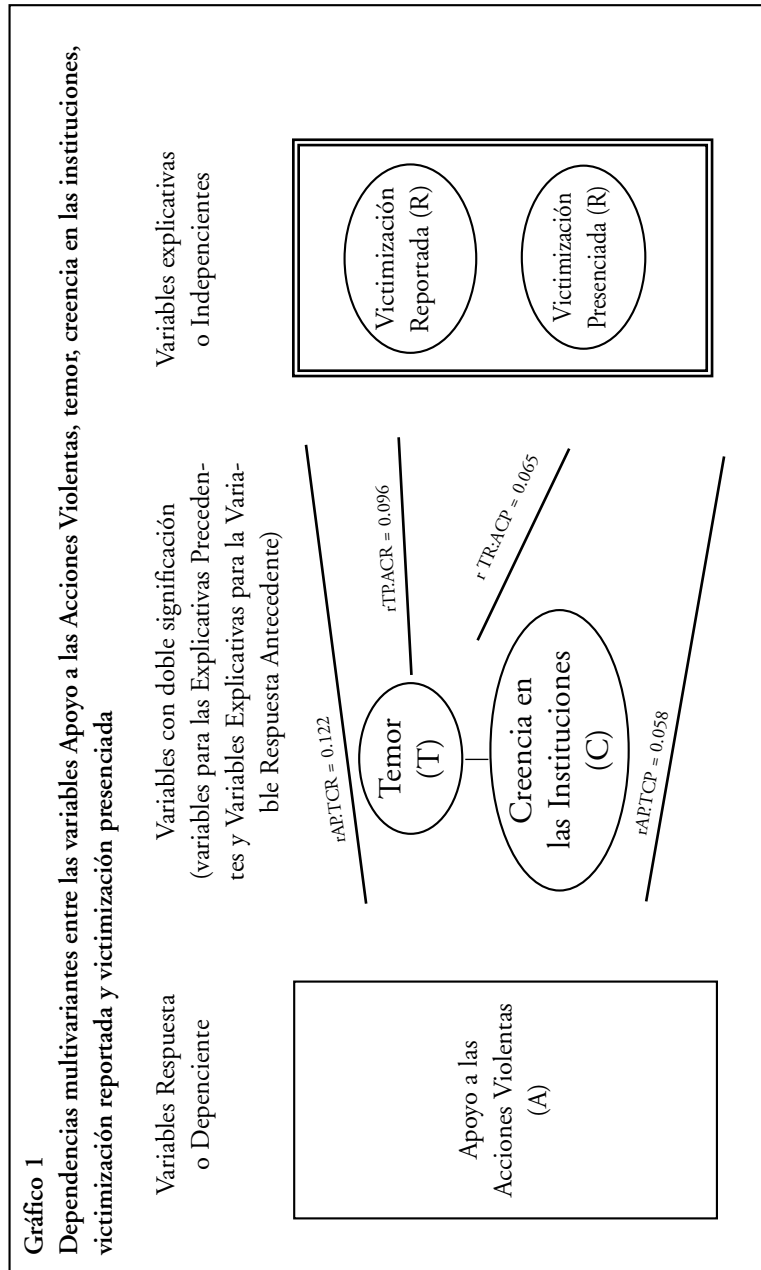 Gráfico 1
Dependencias multivariantes entre las variables Apoyo a las Acciones Violentas, temor, creencia en las instituciones,
victimización reportada y victimización presenciada
Variables Respuesta
o Depenciente
Variables con doble significación
(variables para las Explicativas Preceden-
tes y Variables Explicativas para la Varia-
ble Respuesta Antecedente)
Variables explicativas
o Indepencientes
Apoyo a las
Acciones Violentas
(A)
rAP.TCR = 0.122
Temor
(T)
rTP.ACR = 0.096
Creencia en
las Instituciones
(C)
r TR:ACP = 0.065
rAP.TCP = 0.058
Victimización
Reportada (R)
Victimización
Presenciada (R)